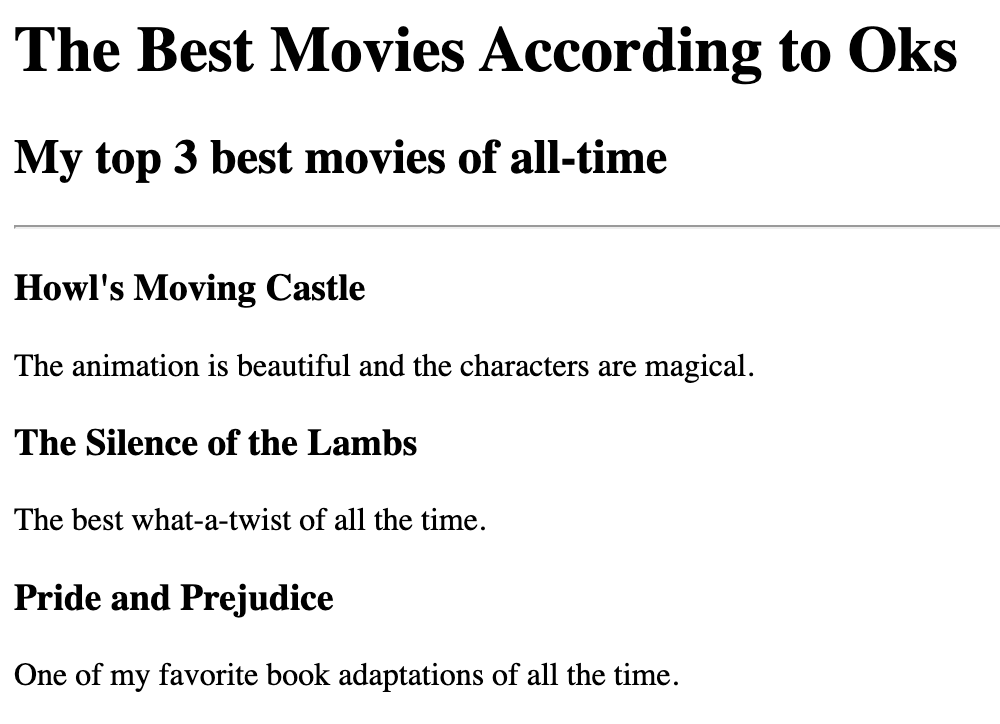 The Best Movies According to Oks
My top 3 best movies of all-time
Howl's Moving Castle
The animation is beautiful and the characters are magical.
The Silence of the Lambs
The best what-a-twist of all the time.
Pride and Prejudice
One of my favorite book adaptations of all the time.